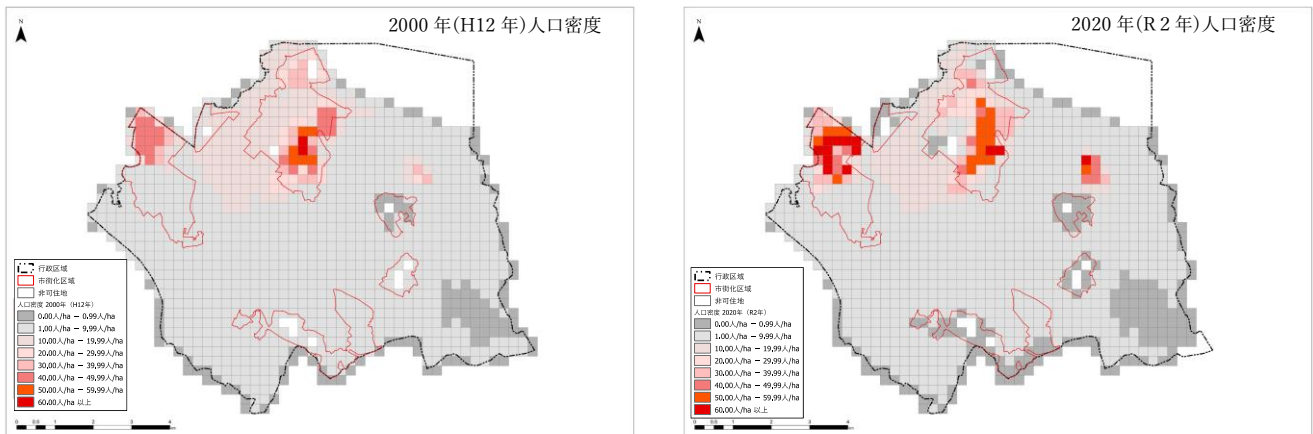 2000 年(H12 年)人口密度
N
行政区域
市街化区域
非可住地
人口密度 2000年（H12年）
0.00人/ha － 0.99人/ha
1.00人/ha － 9.99人/ha
10.00人/ha － 19.99人/ha
20.00人/ha － 29.99人/ha
30.00人/ha － 39.99人/ha
40.00人/ha － 49.99人/ha
50.00人/ha － 59.99人/ha
60.00人/ha 以上
0 0.5 1 2 3 4
2020 年(R 2 年)人口密度
N
行政区域
市街化区域
非可住地
人口密度 2020年（R2年）
0.00人/ha － 0.99人/ha
1.00人/ha － 9.99人/ha
10.00人/ha － 19.99人/ha
20.00人/ha － 29.99人/ha
30.00人/ha － 39.99人/ha
40.00人/ha － 49.99人/ha
50.00人/ha － 59.99人/ha
60.00人/ha 以上
0 0.5 1 2 3 4